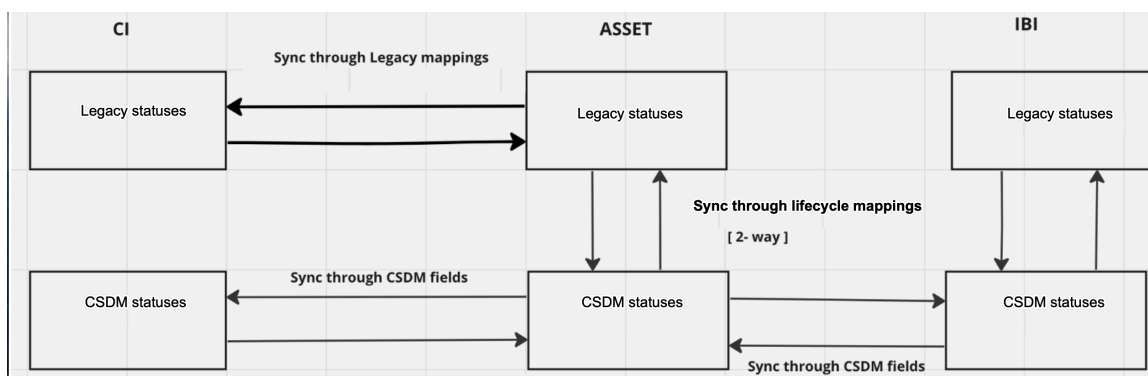 CI
ASSET
IBI
Sync through Legacy mappings
Legacy statuses
Legacy statuses
Legacy statuses
Sync through lifecycle mappings
[ 2- way ]
Sync through CSDM fields
CSDM statuses
CSDM statuses
CSDM statuses
Sync through CSDM fields